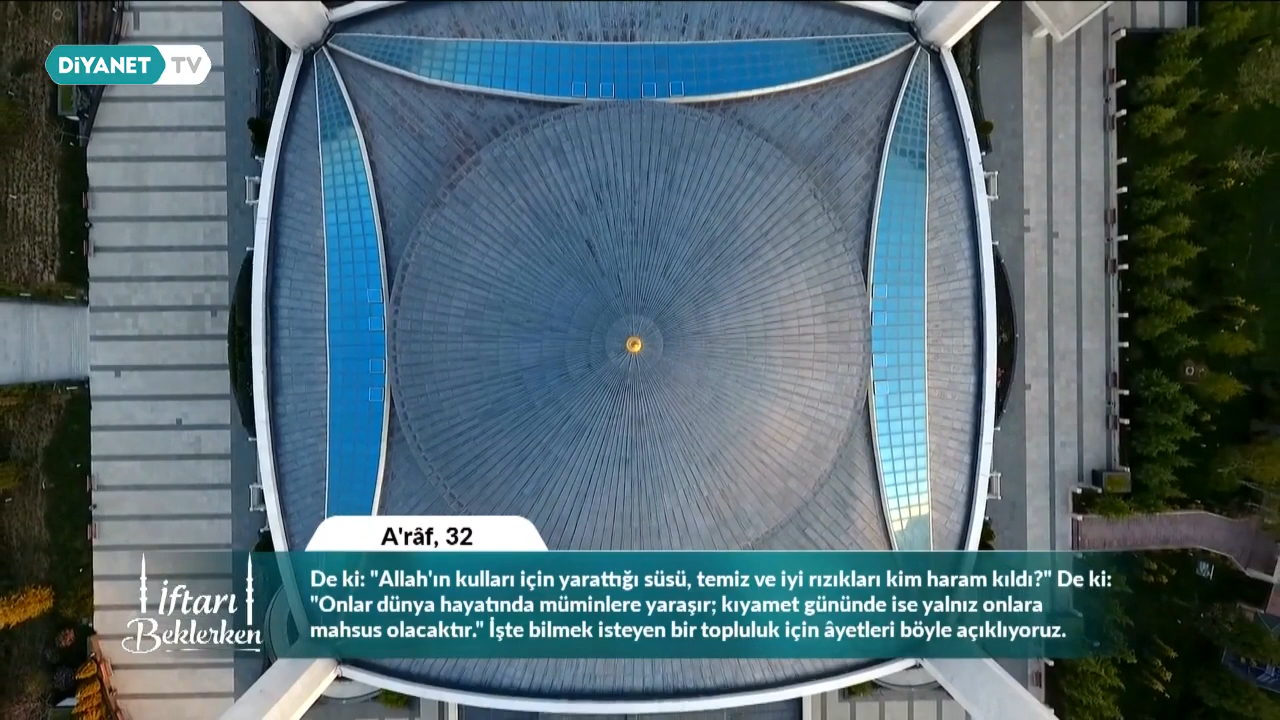 DİYANET TV
A'râf, 32
De ki: "Allah'ın kulları için yarattığı süsü, temiz ve iyi rızıkları kim haram kıldı?" De ki:
"Onlar dünya hayatında müminlere yaraşır; kıyamet gününde ise yalnız onlara
mahsus olacaktır." İşte bilmek isteyen bir topluluk için âyetleri böyle açıklıyoruz.
İftarı
Beklerken